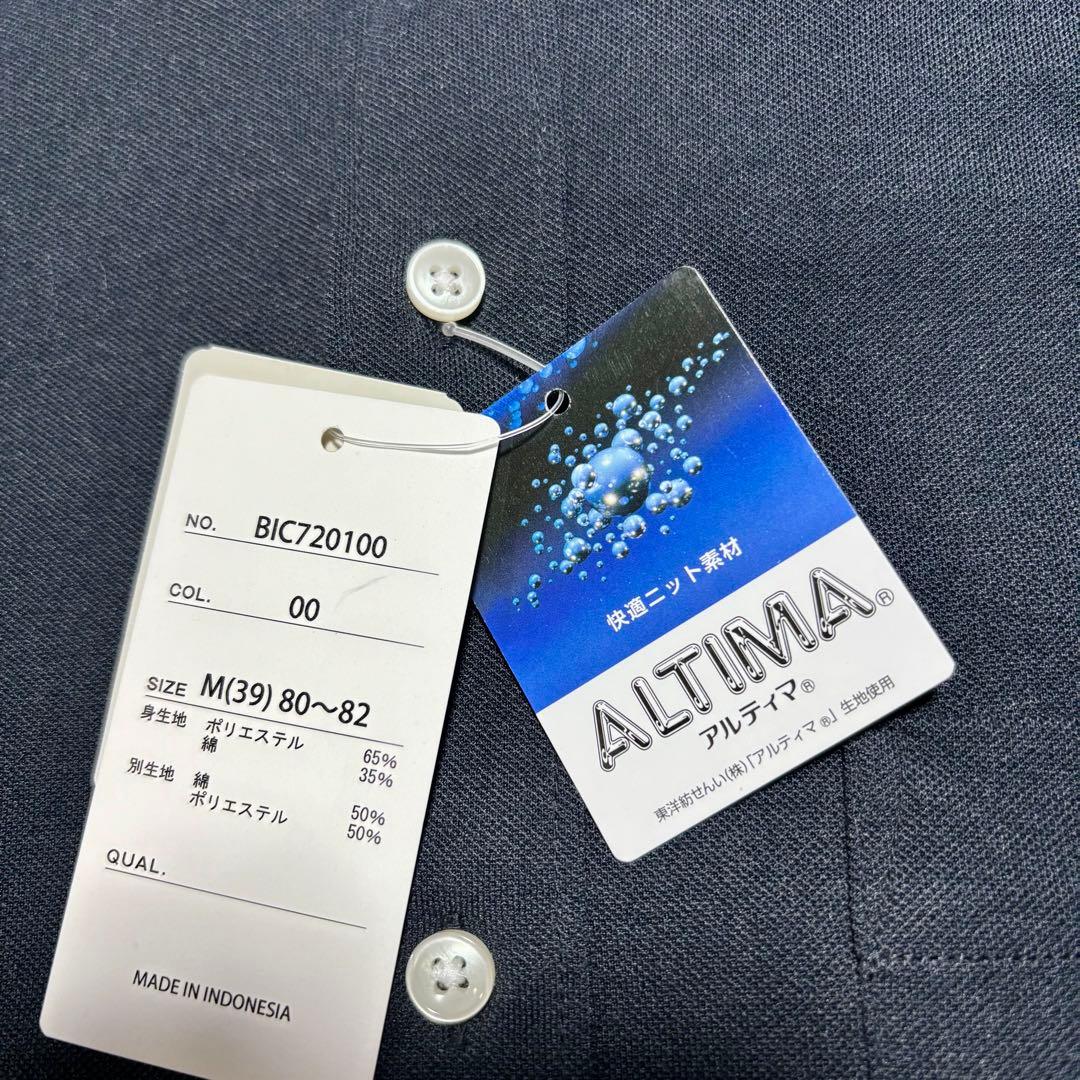 NO. BIC720100
COL. 00
SIZE M(39) 80〜82
身生地 ポリエステル 65%
綿 35%
別生地 綿 50%
ポリエステル 50%
QUAL.
MADE IN INDONESIA
快適ニット素材
ALTIMA®
アルティマ®
東洋紡せんい(株)「アルティマ®」生地使用